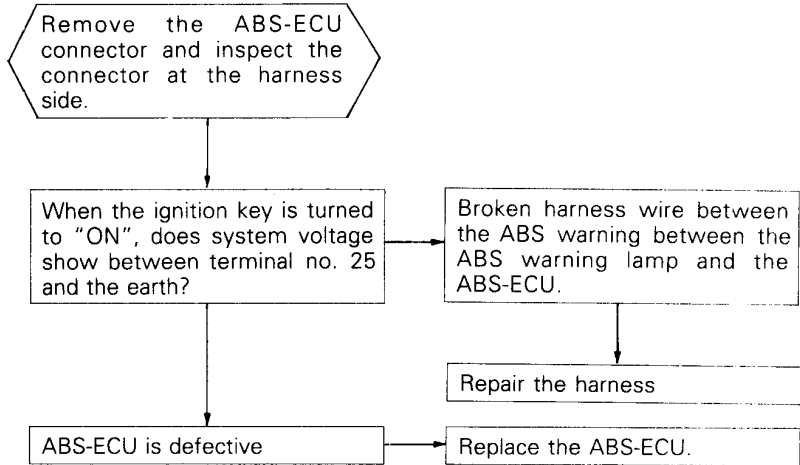 Remove the ABS-ECU
connector and inspect the
connector at the harness
side.
When the ignition key is turned
to "ON", does system voltage
show between terminal no. 25
and the earth?
Broken harness wire between
the ABS warning between the
ABS warning lamp and the
ABS-ECU.
Repair the harness
ABS-ECU is defective
Replace the ABS-ECU.